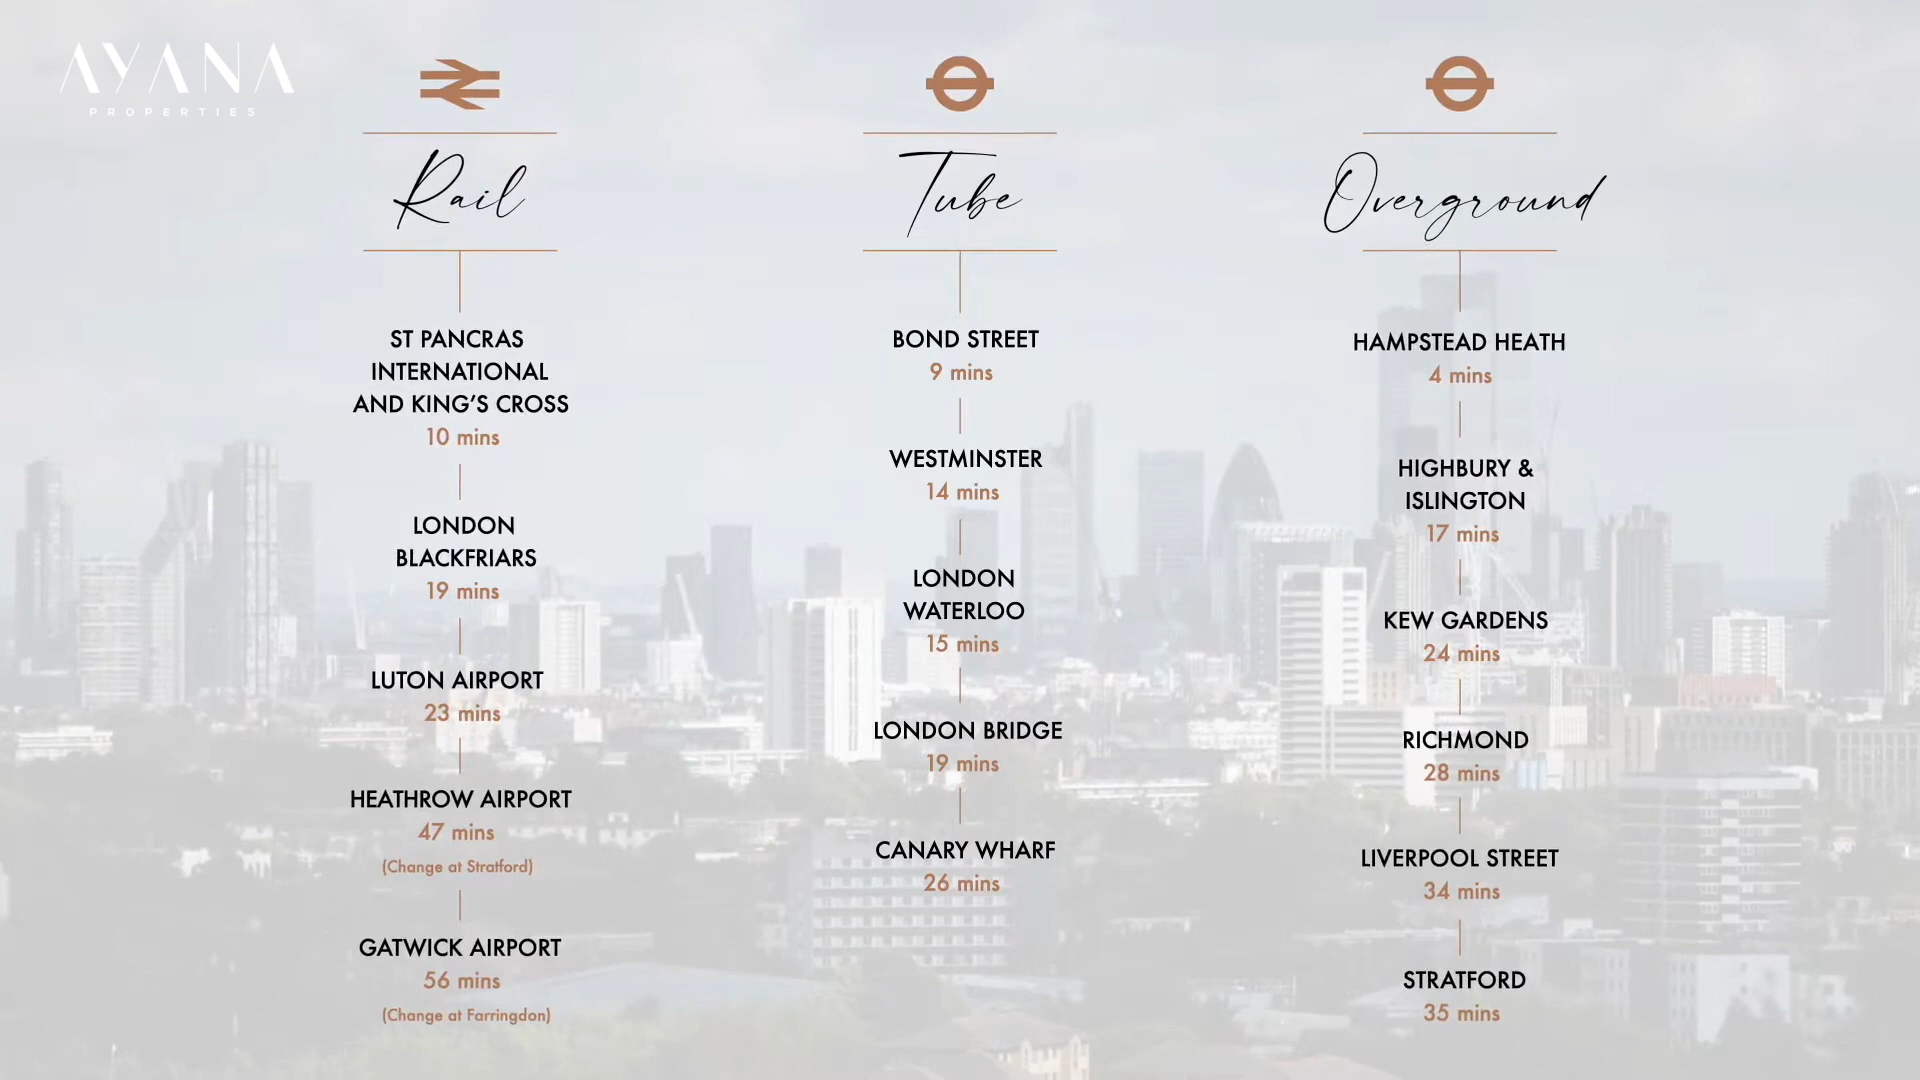 AYANA
PROPERTIES
Rail
ST PANCRAS
INTERNATIONAL
AND KING'S CROSS
10 mins
LONDON
BLACKFRIARS
19 mins
LUTON AIRPORT
23 mins
HEATHROW AIRPORT
47 mins
(Change at Stratford)
GATWICK AIRPORT
56 mins
(Change at Farringdon)
Tube
BOND STREET
9 mins
WESTMINSTER
14 mins
LONDON
WATERLOO
15 mins
LONDON BRIDGE
19 mins
CANARY WHARF
26 mins
Overground
HAMPSTEAD HEATH
4 mins
HIGHBURY &
ISLINGTON
17 mins
KEW GARDENS
24 mins
RICHMOND
28 mins
LIVERPOOL STREET
34 mins
STRATFORD
35 mins